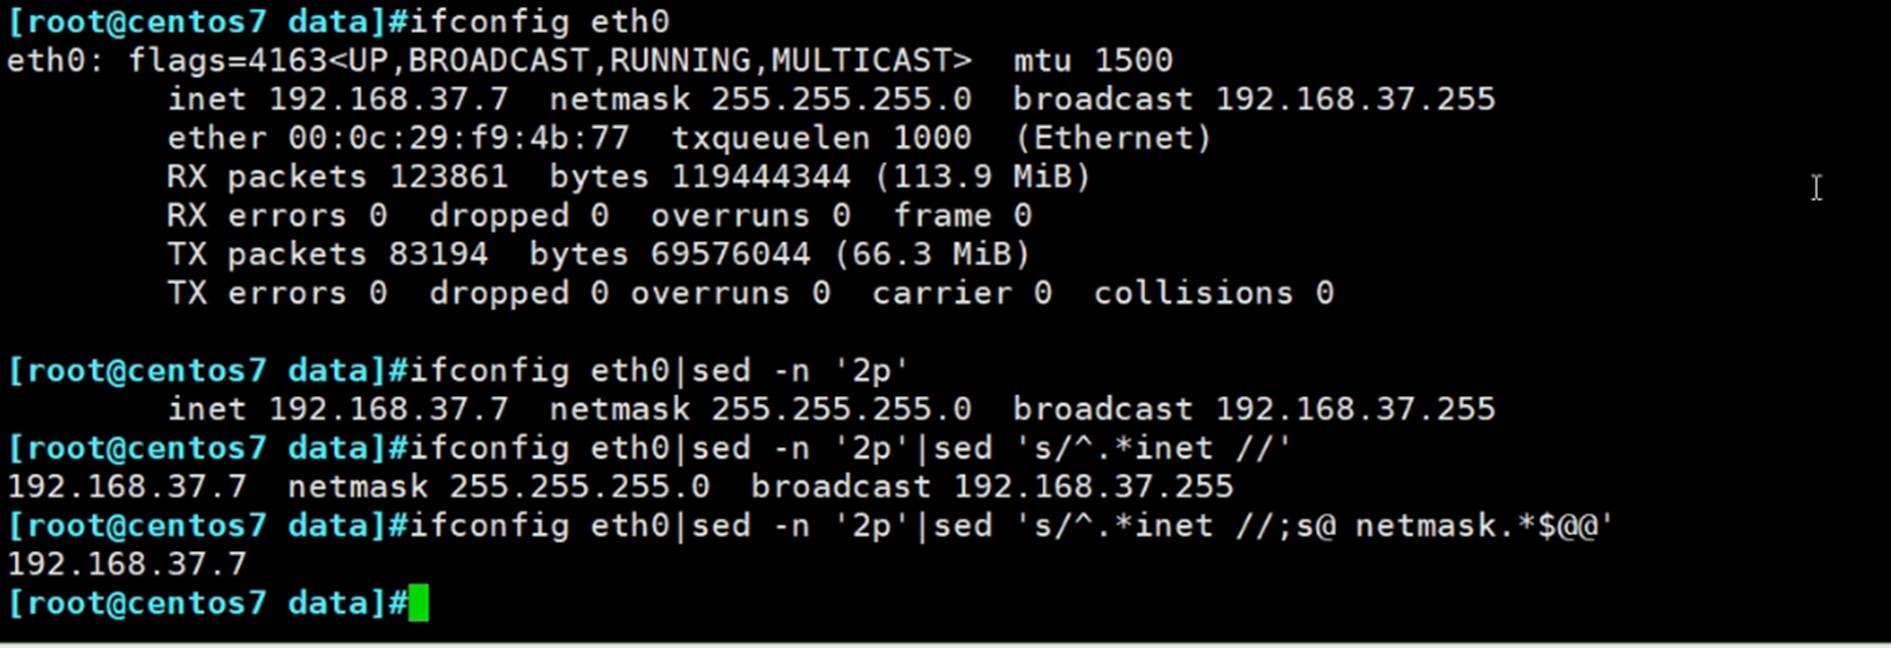 [root@centos7 data]#ifconfig eth0
eth0: flags=4163<UP,BROADCAST,RUNNING,MULTICAST>  mtu 1500
        inet 192.168.37.7  netmask 255.255.255.0  broadcast 192.168.37.255
        ether 00:0c:29:f9:4b:77  txqueuelen 1000  (Ethernet)
        RX packets 123861  bytes 119444344 (113.9 MiB)
        RX errors 0  dropped 0  overruns 0  frame 0
        TX packets 83194  bytes 69576044 (66.3 MiB)
        TX errors 0  dropped 0 overruns 0  carrier 0  collisions 0

[root@centos7 data]#ifconfig eth0|sed -n '2p'
        inet 192.168.37.7  netmask 255.255.255.0  broadcast 192.168.37.255
[root@centos7 data]#ifconfig eth0|sed -n '2p'|sed 's/^.*inet //'
192.168.37.7  netmask 255.255.255.0  broadcast 192.168.37.255
[root@centos7 data]#ifconfig eth0|sed -n '2p'|sed 's/^.*inet //;s@ netmask.*$@@'
192.168.37.7
[root@centos7 data]#